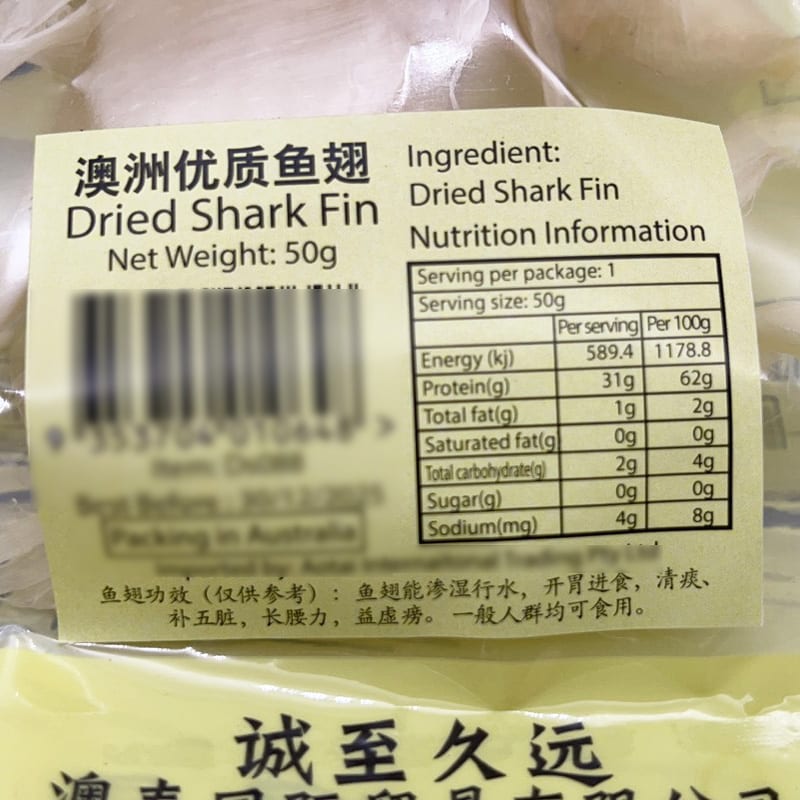 澳洲优质鱼翅
Dried Shark Fin
Net Weight: 50g
Packing in Australia
Ingredient:
Dried Shark Fin
Nutrition Information
Serving per package: 1
Serving size: 50g
Per serving Per 100g
Energy (kj) 589.4 1178.8
Protein(g) 31g 62g
Total fat(g) 1g 2g
Saturated fat(g 0g 0g
Total carbohydrate(g) 2g 4g
Sugar(g) 0g 0g
Sodium(mg) 4g 8g
鱼翅功效（仅供参考）：鱼翅能渗湿行水，开胃进食，清痰、
补五脏，长腰力，益虚痨。一般人群均可食用。
诚至久远